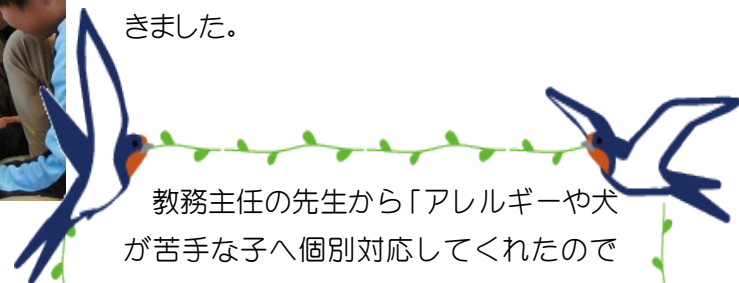 きました。
教務主任の先生から「アレルギーや犬
が苦手な子へ個別対応してくれたので